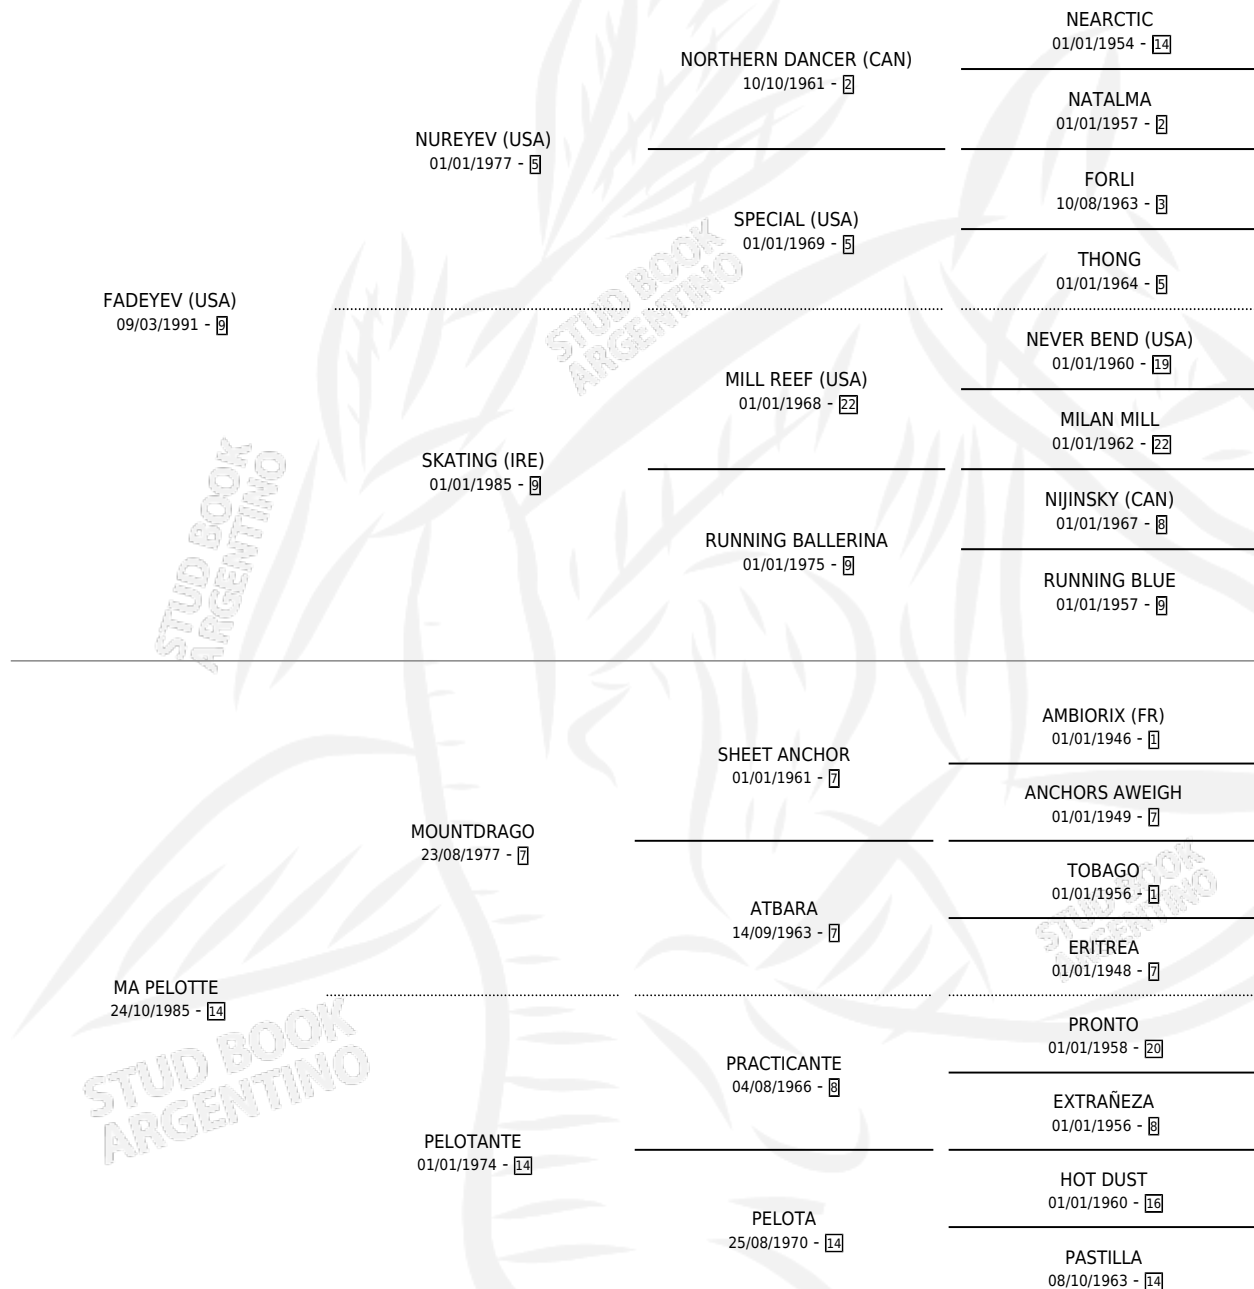 NEARCTIC
01/01/1954 - 14
NORTHERN DANCER (CAN)
10/10/1961 - 2
NATALMA
01/01/1957 - 2
NUREYEV (USA)
01/01/1977 - 5
FORLI
10/08/1963 - 3
SPECIAL (USA)
01/01/1969 - 5
THONG
01/01/1964 - 5
FADEYEV (USA)
09/03/1991 - 9
NEVER BEND (USA)
01/01/1960 - 19
MILL REEF (USA)
01/01/1968 - 22
MILAN MILL
01/01/1962 - 22
SKATING (IRE)
01/01/1985 - 9
NIJINSKY (CAN)
01/01/1967 - 8
RUNNING BALLERINA
01/01/1975 - 9
RUNNING BLUE
01/01/1957 - 9
AMBIORIX (FR)
01/01/1946 - 1
SHEET ANCHOR
01/01/1961 - 7
ANCHORS AWEIGH
01/01/1949 - 7
MOUNTDRAGO
23/08/1977 - 7
TOBAGO
01/01/1956 - 1
ATBARA
14/09/1963 - 7
ERITREA
01/01/1948 - 7
MA PELOTTE
24/10/1985 - 14
PRONTO
01/01/1958 - 20
PRACTICANTE
04/08/1966 - 8
EXTRAÑEZA
01/01/1956 - 8
PELOTANTE
01/01/1974 - 14
HOT DUST
01/01/1960 - 16
PELOTA
25/08/1970 - 14
PASTILLA
08/10/1963 - 14
STUD BOOK
ARGENTINO
STUD BOOK
ARGENTINO
STUD BOOK
ARGENTINO
STUD BOOK
ARGENTINO